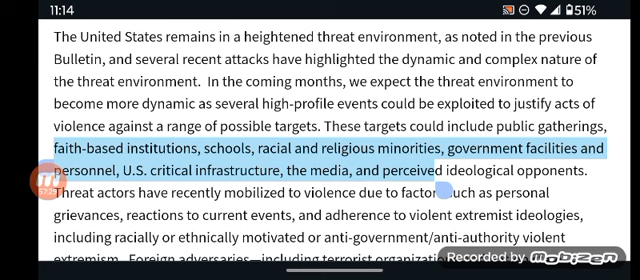 11:14
51%
The United States remains in a heightened threat environment, as noted in the previous
Bulletin, and several recent attacks have highlighted the dynamic and complex nature of
the threat environment. In the coming months, we expect the threat environment to
become more dynamic as several high-profile events could be exploited to justify acts of
violence against a range of possible targets. These targets could include public gatherings,
faith-based institutions, schools, racial and religious minorities, government facilities and
personnel, U.S. critical infrastructure, the media, and perceived ideological opponents.
Threat actors have recently mobilized to violence due to factor such as personal
grievances, reactions to current events, and adherence to violent extremist ideologies,
including racially or ethnically motivated or anti-government/anti-authority violent
extremism. Foreign adversaries—including terrorist organizatio
57:25
Recorded by mobizen